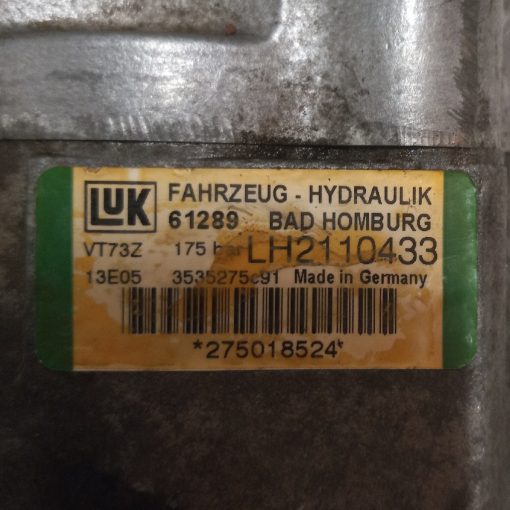 LUK FAHRZEUG - HYDRAULIK
61289 BAD HOMBURG
VT73Z 175 bar LH2110433
13E05 3535275c91 Made in Germany
*275018524*